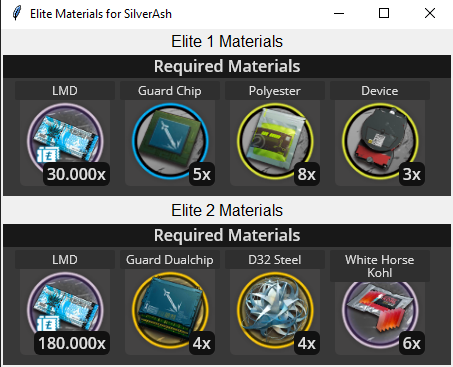 Elite Materials for SilverAsh
Elite 1 Materials
Required Materials
LMD
Guard Chip
Polyester
Device
30.000x
5x
8x
3x
Elite 2 Materials
Required Materials
LMD
Guard Dualchip
D32 Steel
White Horse
Kohl
180.000x
4x
4x
6x